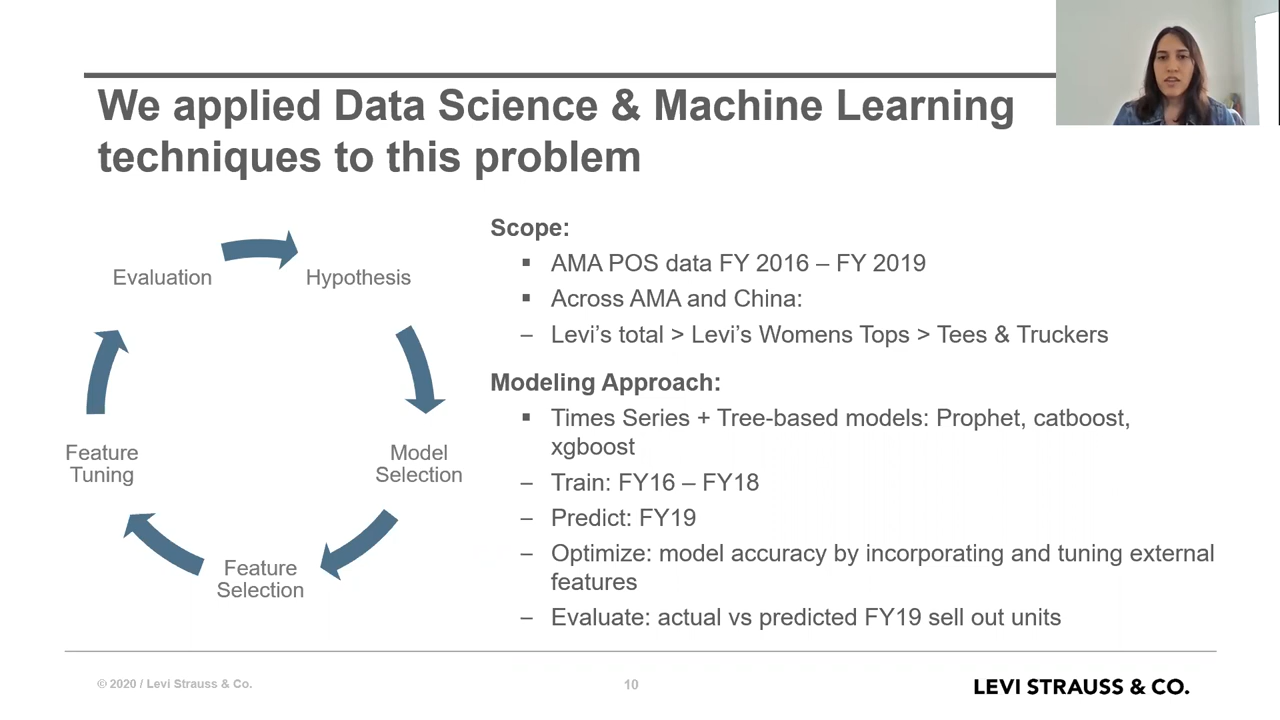 We applied Data Science & Machine Learning
techniques to this problem
Evaluation
Hypothesis
Feature
Tuning
Model
Selection
Feature
Selection
Scope:
▪ AMA POS data FY 2016 – FY 2019
▪ Across AMA and China:
– Levi's total > Levi's Womens Tops > Tees & Truckers
Modeling Approach:
▪ Times Series + Tree-based models: Prophet, catboost,
xgboost
– Train: FY16 – FY18
– Predict: FY19
– Optimize: model accuracy by incorporating and tuning external
features
– Evaluate: actual vs predicted FY19 sell out units
© 2020 / Levi Strauss & Co.
10
LEVI STRAUSS & CO.